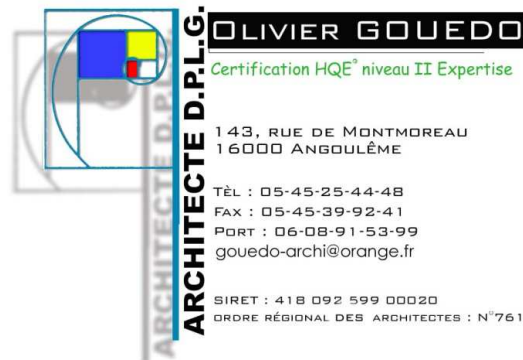 OLIVIER GOUEDO
Certification HQE° niveau II Expertise
ARCHITECTE D.P.L.G.
143, RUE DE MONTMOREAU
16000 ANGOULÊME
TÈL : 05-45-25-44-48
FAX : 05-45-39-92-41
PORT : 06-08-91-53-99
gouedo-archi@orange.fr
SIRET : 418 092 599 00020
ORDRE RÉGIONAL DES ARCHITECTES : N°761